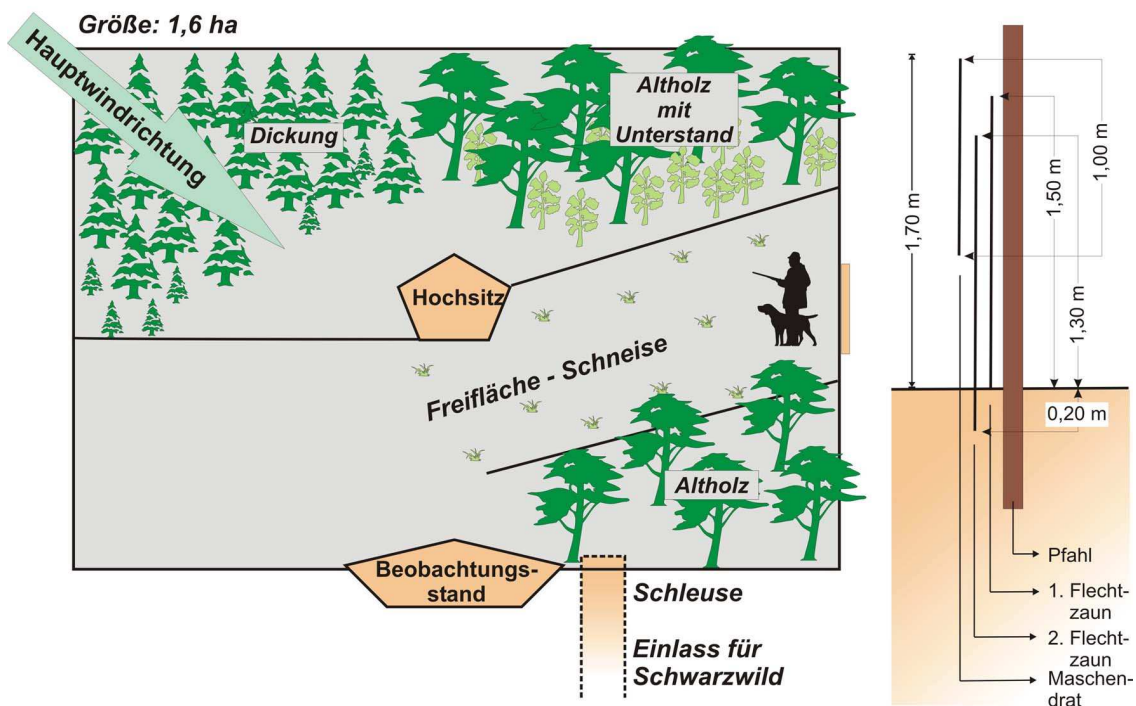 Größe: 1,6 ha
Hauptwindrichtung
Dickung
Altholz
mit
Unterstand
Hochsitz
Freifläche - Schneise
Altholz
Beobachtungs-
stand
Schleuse
Einlass für
Schwarzwild
1,70 m
1,00 m
1,50 m
1,30 m
0,20 m
Pfahl
1. Flecht-
zaun
2. Flecht-
zaun
Maschen-
drat